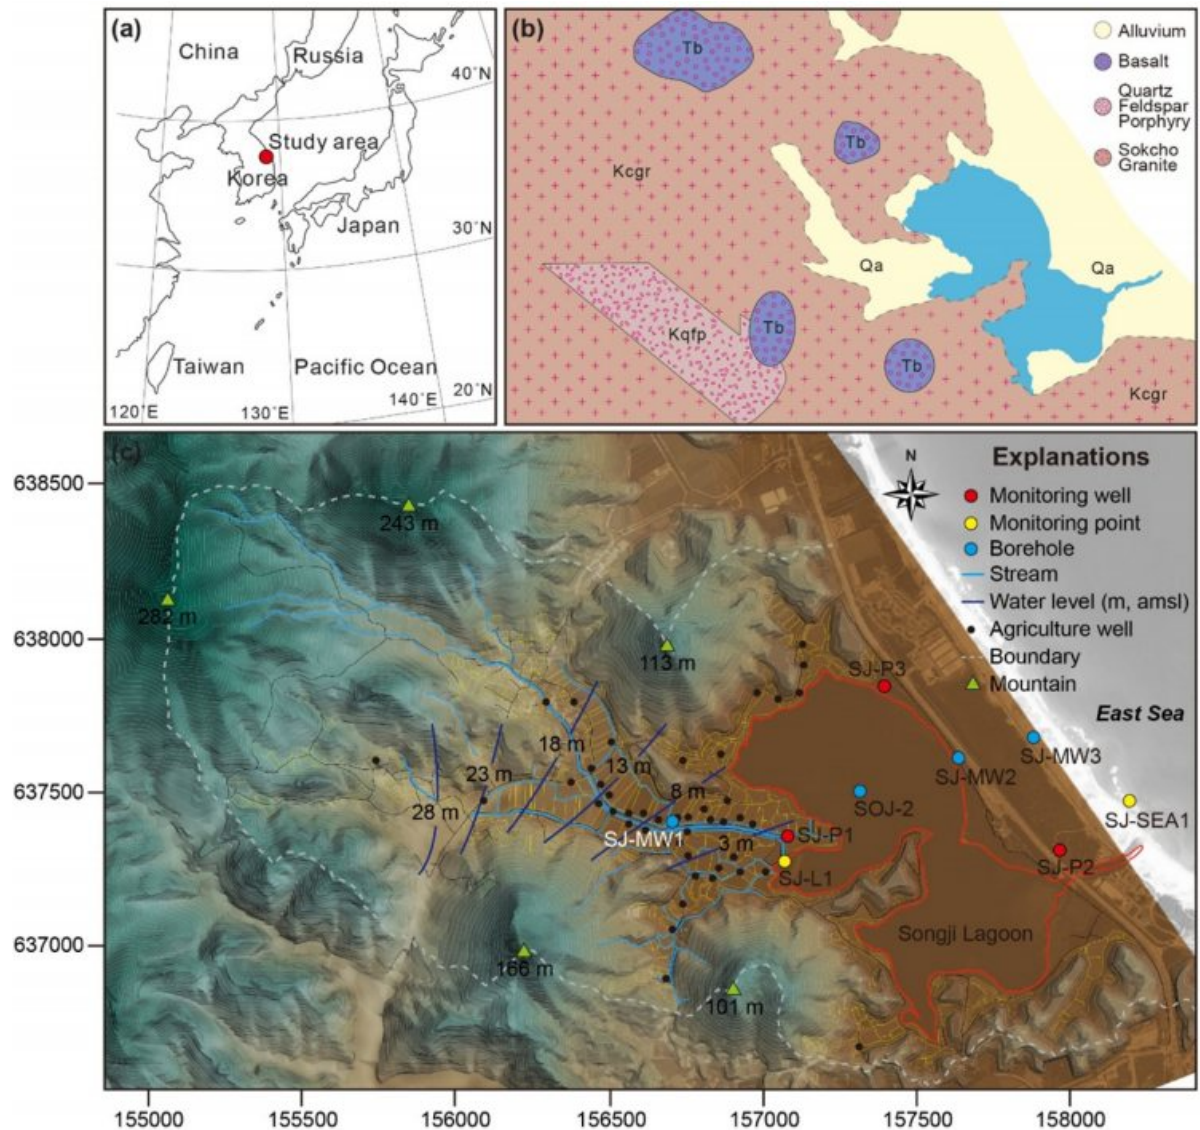 (a)
China
Russia
40°N
Study area
Korea
Japan
30°N
Taiwan
Pacific Ocean
20°N
120°E
130°E
140°E
(b)
Tb
Alluvium
Basalt
Quartz
Feldspar
Porphyry
Sokcho
Granite
Tb
Kcgr
Qa
Qa
Kqfp
Tb
Tb
Kcgr
(c)
N
Explanations
Monitoring well
Monitoring point
Borehole
Stream
Water level (m, amsl)
Agriculture well
Boundary
Mountain
East Sea
638500
638000
637500
637000
243 m
282 m
113 m
SJ-P3
18 m
13 m
23 m
8 m
28 m
SJ-MW1
3 m
SJ-P1
SJ-L1
SOJ-2
SJ-MW2
SJ-MW3
SJ-SEA1
SJ-P2
Songji Lagoon
166 m
101 m
155000
155500
156000
156500
157000
157500
158000